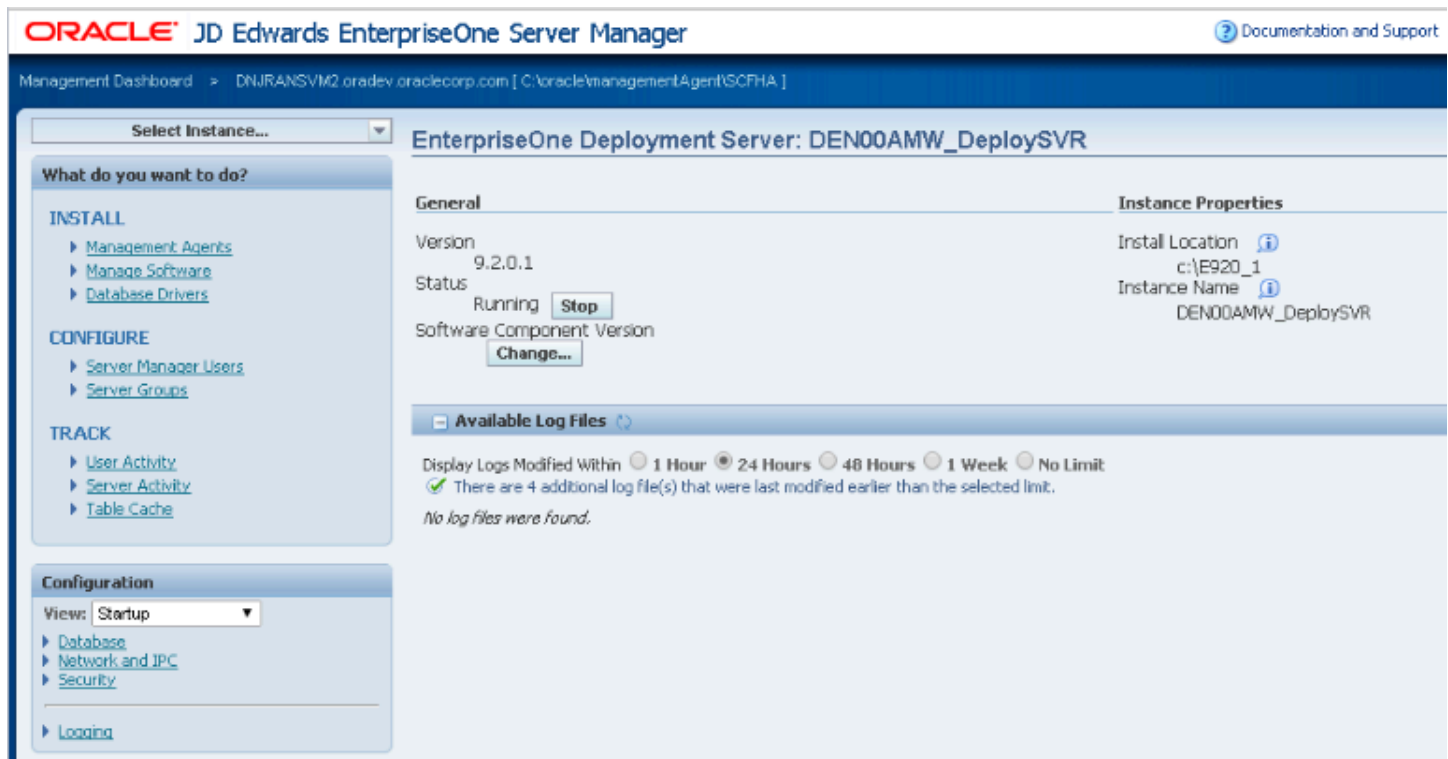 ORACLE JD Edwards EnterpriseOne Server Manager
Documentation and Support
Management Dashboard > DNJRANSVM2.oradev.oraclecorp.com [ C:\oracle\managementAgent\SCFHA ]
Select Instance...
What do you want to do?
INSTALL
Management Agents
Manage Software
Database Drivers
CONFIGURE
Server Manager Users
Server Groups
TRACK
User Activity
Server Activity
Table Cache
Configuration
View: Startup
Database
Network and IPC
Security
Logging
EnterpriseOne Deployment Server: DEN00AMW_DeploySVR
General
Version
9.2.0.1
Status
Running Stop
Software Component Version
Change...
Instance Properties
Install Location
c:\E920_1
Instance Name
DEN00AMW_DeploySVR
Available Log Files
Display Logs Modified Within 1 Hour 24 Hours 48 Hours 1 Week No Limit
There are 4 additional log file(s) that were last modified earlier than the selected limit.
No log files were found.